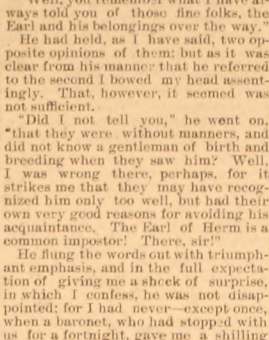 "Well, you remember what I have al-
ways told you of those fine folks, the
Earl and his belongings over the way."
He had held, as I have said, two op-
posite opinions of them; but as it was
clear from his manner that he referred
to the second I bowed my head assent-
ingly. That, however, it seemed was
not sufficient.
"Did I not tell you," he went on,
"that they were without manners, and
did not know a gentleman of birth and
breeding when they saw him? Well,
I was wrong there, perhaps, for it
strikes me that they may have recog-
nized him only too well, but had their
own very good reasons for avoiding his
acquaintance. The Earl of Herm is a
common impostor! There, sir!"
He flung the words out with triumph-
ant emphasis, and in the full expecta-
tion of giving me a shock of surprise,
in which I confess, he was not disap-
pointed: for I had never—except once,
when a baronet, who had stopped with
us for a fortnight, gave me a shilling